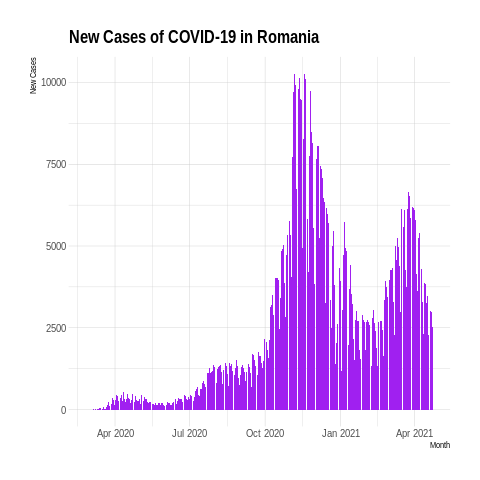 New Cases of COVID-19 in Romania
New Cases
10000
7500
5000
2500
0
Apr 2020 Jul 2020 Oct 2020 Jan 2021 Apr 2021
Month